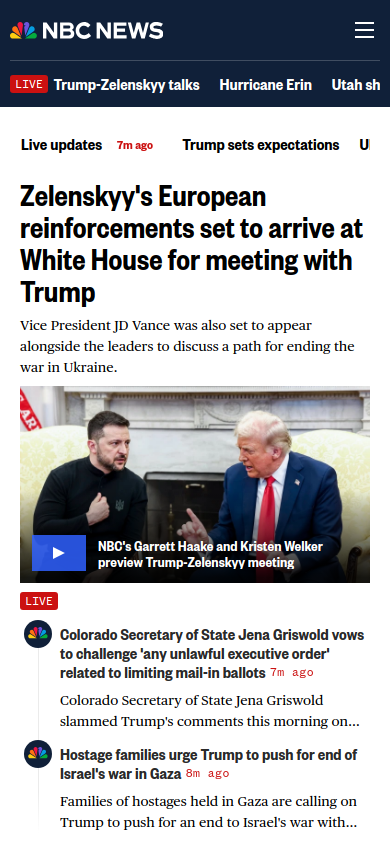 NBC NEWS
LIVE Trump-Zelenskyy talks Hurricane Erin Utah sh
Live updates 7m ago Trump sets expectations
Zelenskyy's European
reinforcements set to arrive at
White House for meeting with
Trump
Vice President JD Vance was also set to appear
alongside the leaders to discuss a path for ending the
war in Ukraine.
NBC's Garrett Haake and Kristen Welker
preview Trump-Zelenskyy meeting
LIVE
Colorado Secretary of State Jena Griswold vows
to challenge 'any unlawful executive order'
related to limiting mail-in ballots 7m ago
Colorado Secretary of State Jena Griswold
slammed Trump's comments this morning on...
Hostage families urge Trump to push for end of
Israel's war in Gaza 8m ago
Families of hostages held in Gaza are calling on
Trump to push for an end to Israel's war with...